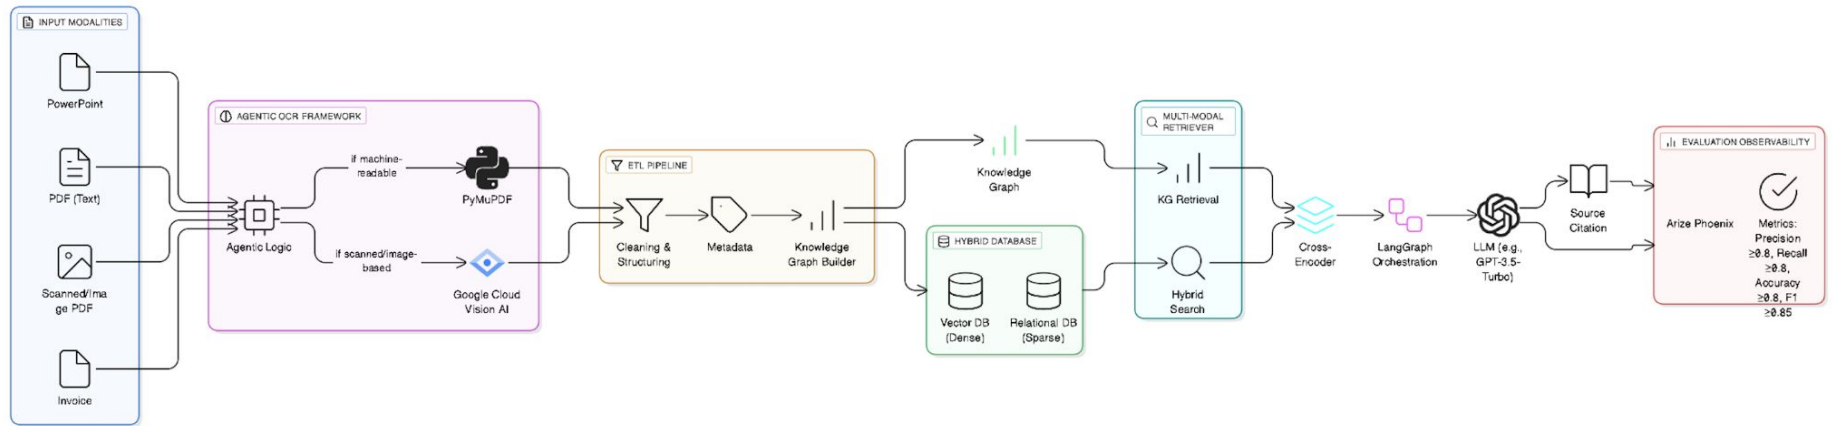 INPUT MODALITIES
PowerPoint
PDF (Text)
Scanned/Ima
ge PDF
Invoice
AGENTIC OCR FRAMEWORK
Agentic Logic
if machine-
readable
if scanned/image-
based
PyMuPDF
Google Cloud
Vision AI
ETL PIPELINE
Cleaning &
Structuring
Metadata
Knowledge
Graph Builder
Knowledge
Graph
HYBRID DATABASE
Vector DB
(Dense)
Relational DB
(Sparse)
MULTI-MODAL
RETRIEVER
KG Retrieval
Hybrid
Search
Cross-
Encoder
LangGraph
Orchestration
LLM (e.g.,
GPT-3.5-
Turbo)
Source
Citation
EVALUATION OBSERVABILITY
Arize Phoenix
Metrics:
Precision
≥0.8, Recall
≥0.8,
Accuracy
≥0.8, F1
≥0.85